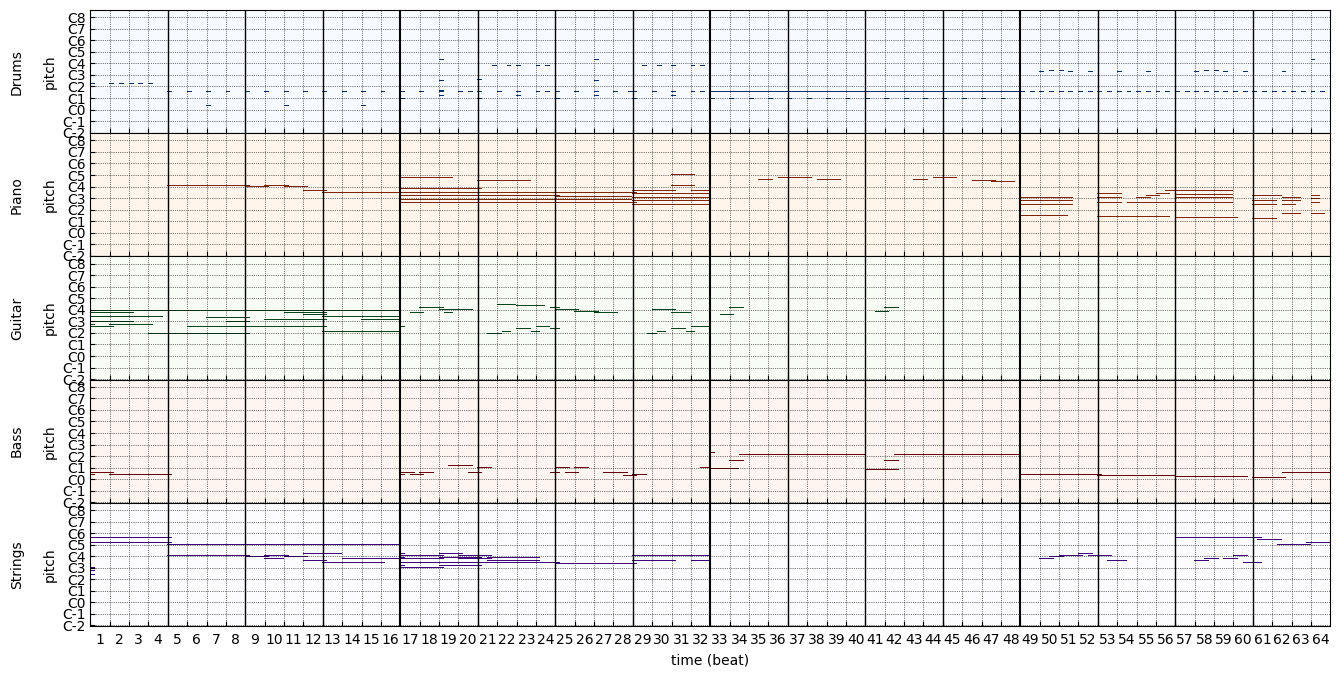 Drums
pitch
C8
C7
C6
C5
C4
C3
C2
C1
C0
C-1
C-2
Piano
pitch
C8
C7
C6
C5
C4
C3
C2
C1
C0
C-1
C-2
Guitar
pitch
C8
C7
C6
C5
C4
C3
C2
C1
C0
C-1
C-2
Bass
pitch
C8
C7
C6
C5
C4
C3
C2
C1
C0
C-1
C-2
Strings
pitch
C8
C7
C6
C5
C4
C3
C2
C1
C0
C-1
C-2
1 2 3 4 5 6 7 8 9 10 11 12 13 14 15 16 17 18 19 20 21 22 23 24 25 26 27 28 29 30 31 32 33 34 35 36 37 38 39 40 41 42 43 44 45 46 47 48 49 50 51 52 53 54 55 56 57 58 59 60 61 62 63 64
time (beat)